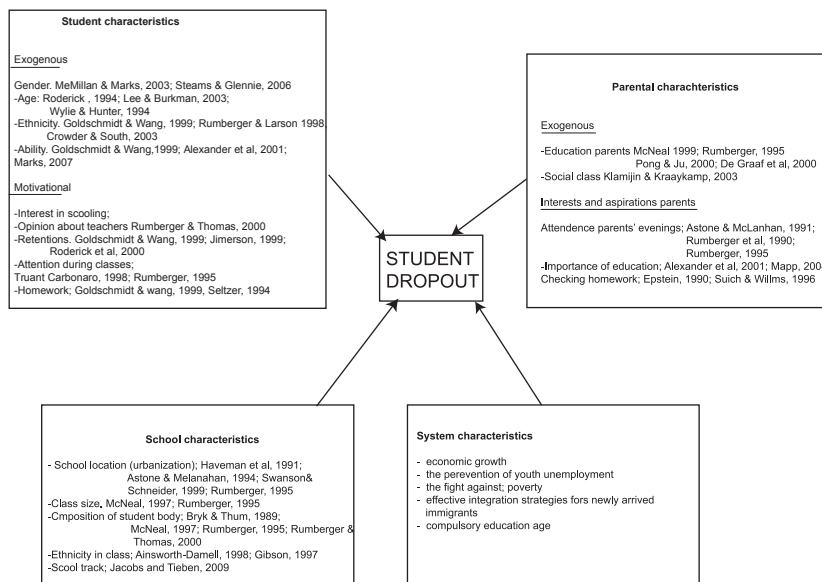 Student characteristics
Exogenous
Gender. MeMillan & Marks, 2003; Steams & Glennie, 2006
-Age: Roderick , 1994; Lee & Burkman, 2003;
Wylie & Hunter, 1994
-Ethnicity. Goldschmidt & Wang, 1999; Rumberger & Larson 1998,
Crowder & South, 2003
-Ability. Goldschmidt & Wang,1999; Alexander et al, 2001;
Marks, 2007
Motivational
-Interest in scooling;
-Opinion about teachers Rumberger & Thomas, 2000
-Retentions. Goldschmidt & Wang, 1999; Jimerson, 1999;
Roderick et al, 2000
-Attention during classes;
Truant Carbonaro, 1998; Rumberger, 1995
-Homework; Goldschmidt & wang, 1999, Seltzer, 1994
Parental charachteristics
Exogenous
-Education parents McNeal 1999; Rumberger, 1995
Pong & Ju, 2000; De Graaf et al, 2000
-Social class Klamijin & Kraaykamp, 2003
Interests and aspirations parents
Attendence parents' evenings; Astone & McLanhan, 1991;
Rumberger et al, 1990;
Rumberger, 1995
-Importance of education; Alexander et al, 2001; Mapp, 200
Checking homework; Epstein, 1990; Suich & Willms, 1996
STUDENT
DROPOUT
School characteristics
- School location (urbanization); Haveman et al, 1991;
Astone & Melanahan, 1994; Swanson&
Schneider, 1999; Rumberger, 1995
-Class size, McNeal, 1997; Rumberger, 1995
-Cmposition of student body; Bryk & Thum, 1989;
McNeal, 1997; Rumberger, 1995; Rumberger &
Thomas, 2000
-Ethnicity in class; Ainsworth-Damell, 1998; Gibson, 1997
-Scool track; Jacobs and Tieben, 2009
System characteristics
- economic growth
- the perevention of youth unemployment
- the fight against; poverty
- effective integration strategies fors newly arrived
immigrants
- compulsory education age